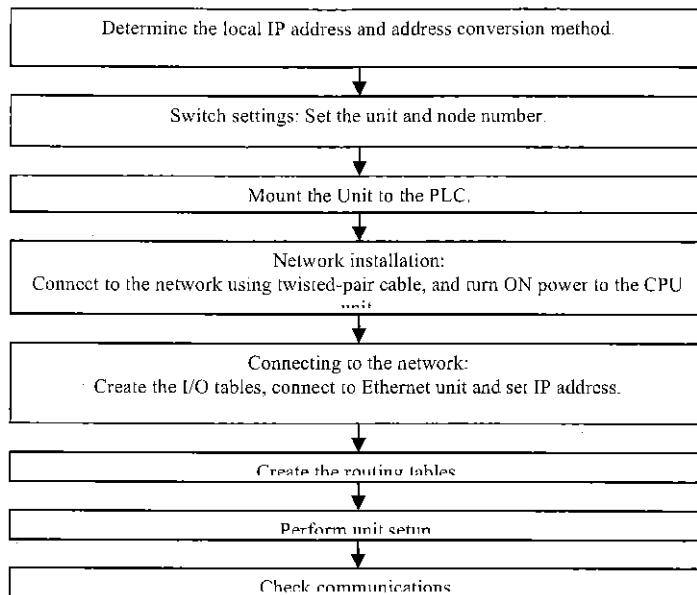 Determine the local IP address and address conversion method.
Switch settings: Set the unit and node number.
Mount the Unit to the PLC.
Network installation:
Connect to the network using twisted-pair cable, and turn ON power to the CPU
unit
Connecting to the network:
Create the I/O tables, connect to Ethernet unit and set IP address.
Create the routing tables
Perform unit setup
Check communications